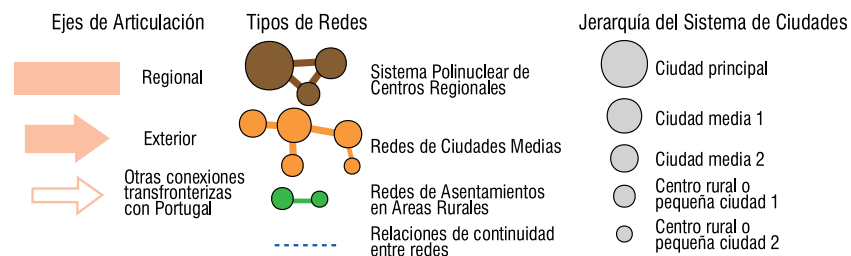 Ejes de Articulación
Regional
Exterior
Otras conexiones
transfronterizas
con Portugal
Tipos de Redes
Sistema Polinuclear de
Centros Regionales
Redes de Ciudades Medias
Redes de Asentamientos
en Areas Rurales
Relaciones de continuidad
entre redes
Jerarquía del Sistema de Ciudades
Ciudad principal
Ciudad media 1
Ciudad media 2
Centro rural o
pequeña ciudad 1
Centro rural o
pequeña ciudad 2